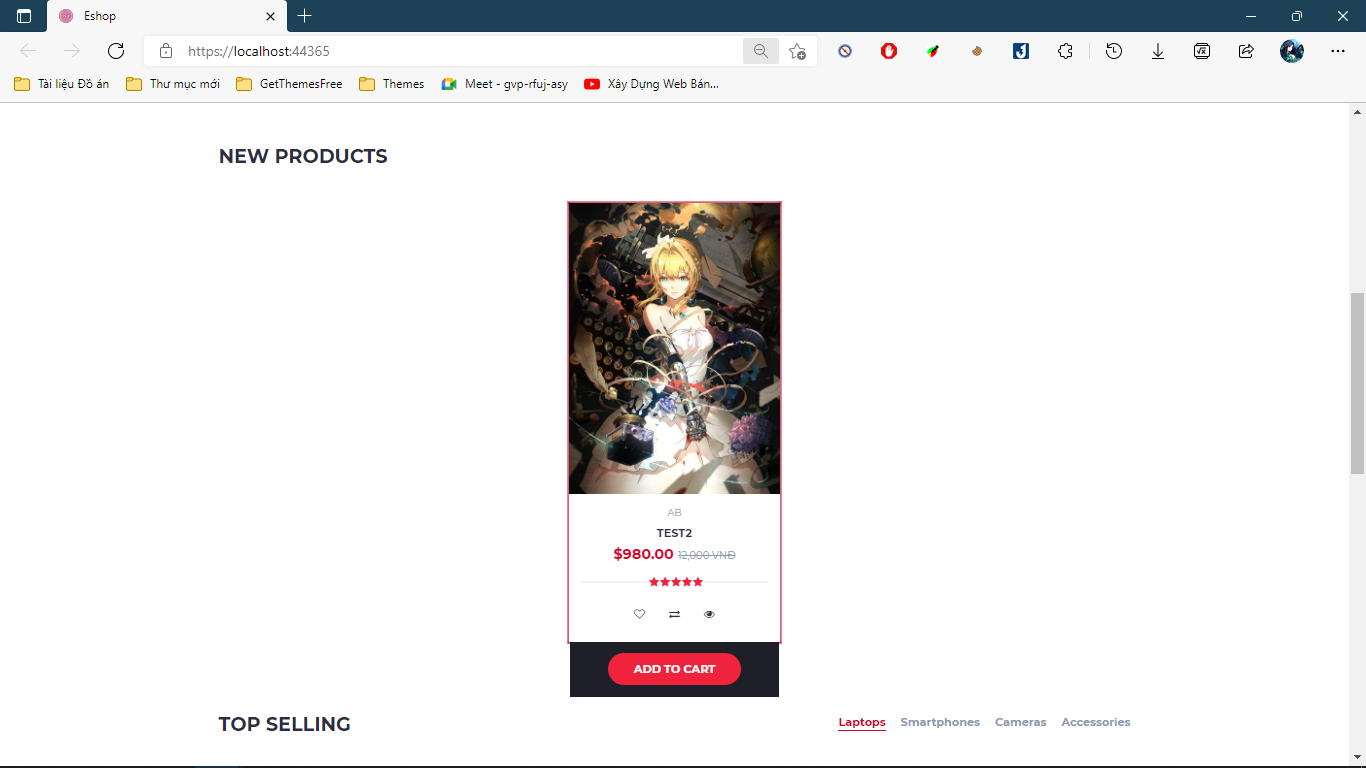 Eshop
https://localhost:44365
Tài liệu Đồ án
Thư mục mới
GetThemesFree
Themes
Meet - gvp-rfuj-asy
Xây Dựng Web Bán...
NEW PRODUCTS
AB
TEST2
$980.00 12,000 VNĐ
ADD TO CART
TOP SELLING
Laptops Smartphones Cameras Accessories